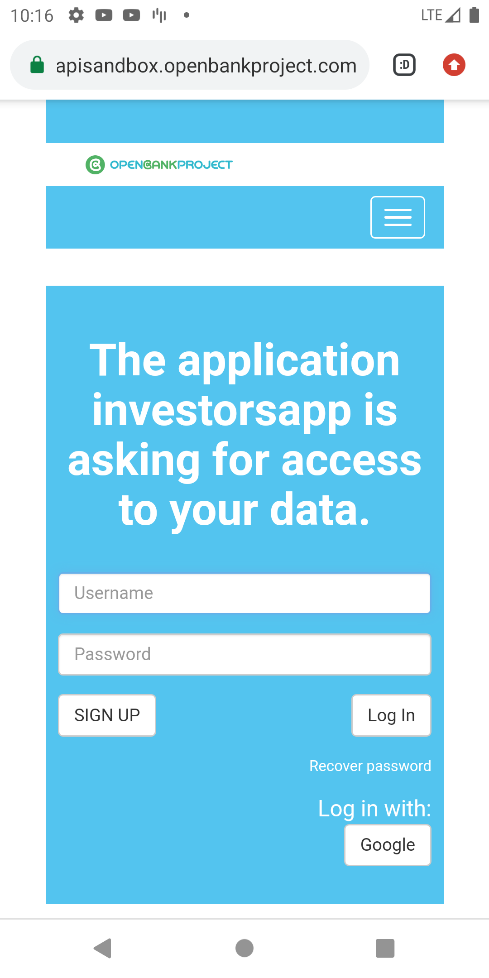 10:16
LTE
apisandbox.openbankproject.com
:D
OPENBANKPROJECT
The application
investorsapp is
asking for access
to your data.
Username
Password
SIGN UP
Log In
Recover password
Log in with:
Google